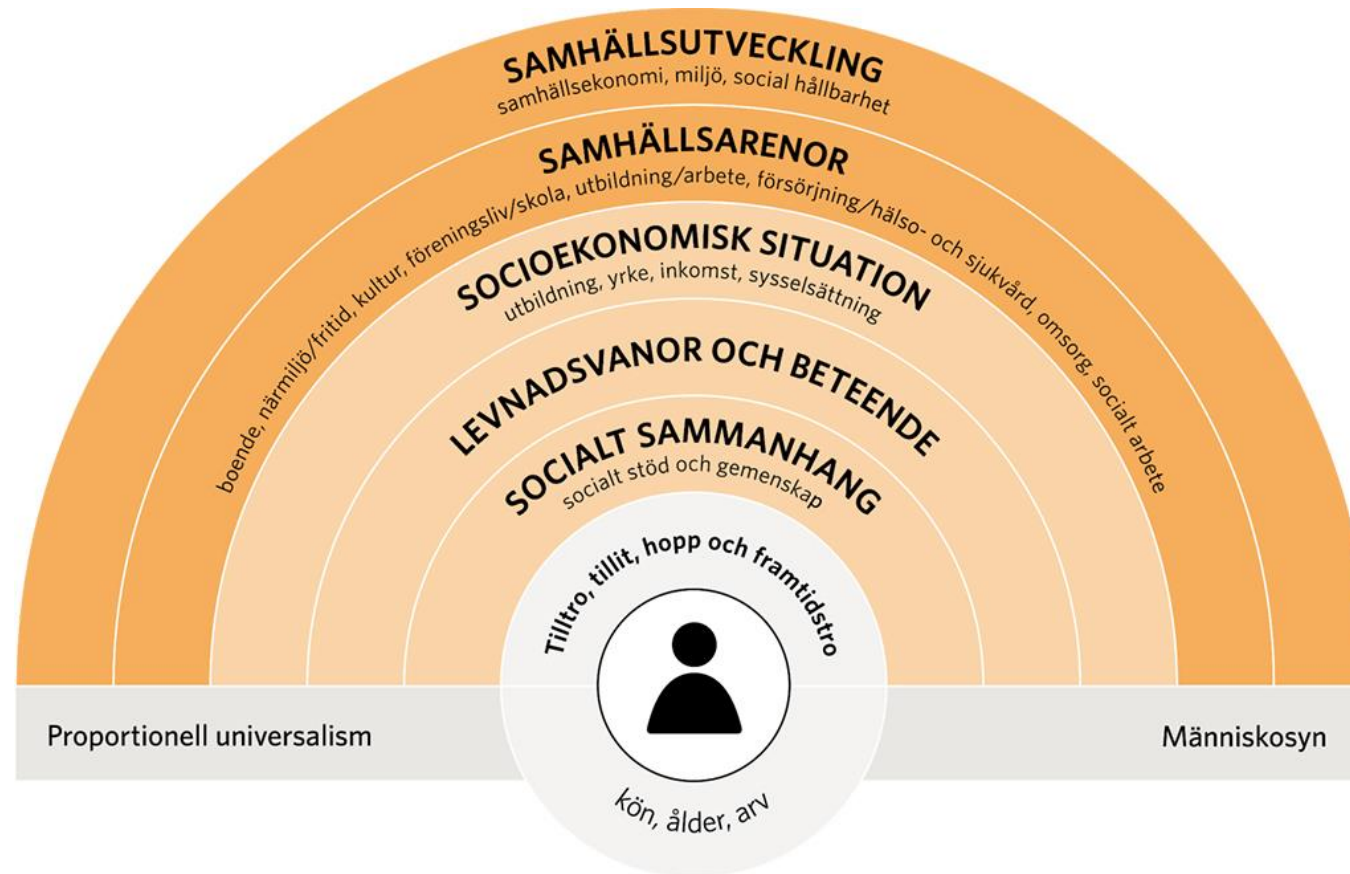 SAMHÄLLSUTVECKLING
samhällsekonomi, miljö, social hållbarhet
SAMHÄLLSARENOR
boende, närmiljö/fritid, kultur, föreningsliv/skola, utbildning/arbete, försörjning/hälso- och sjukvård, omsorg, socialt arbete
SOCIOEKONOMISK SITUATION
utbildning, yrke, inkomst, sysselsättning
LEVNADSVANOR OCH BETEENDE
SOCIALT SAMMANHANG
socialt stöd och gemenskap
Tilltro, tillit, hopp och framtidstro
Proportionell universalism
Människosyn
kön, ålder, arv